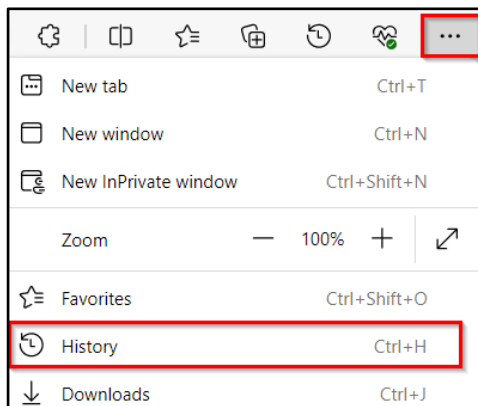 New tab Ctrl+T
New window Ctrl+N
New InPrivate window Ctrl+Shift+N
Zoom — 100% +
Favorites Ctrl+Shift+O
History Ctrl+H
Downloads Ctrl+J